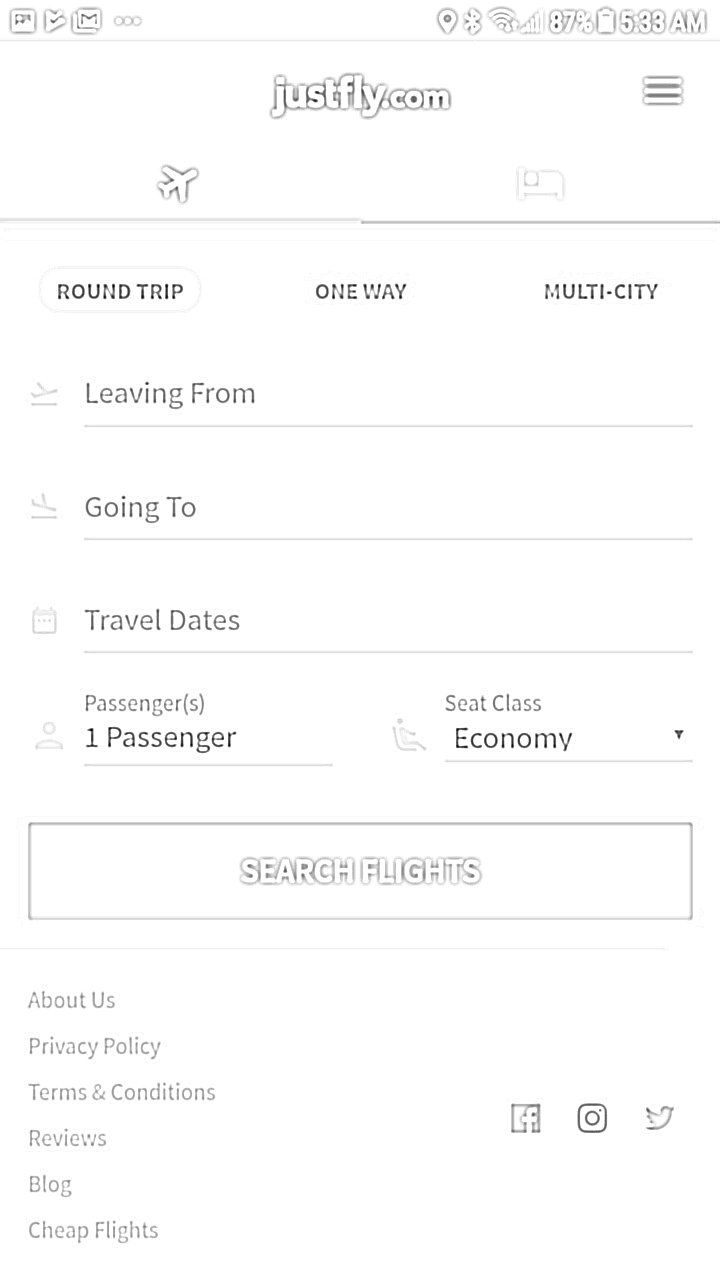 87% 5:33 AM
justfly.com
ROUND TRIP ONE WAY MULTI-CITY
Leaving From
Going To
Travel Dates
Passenger(s) Seat Class
1 Passenger Economy
SEARCH FLIGHTS
About Us
Privacy Policy
Terms & Conditions
Reviews
Blog
Cheap Flights